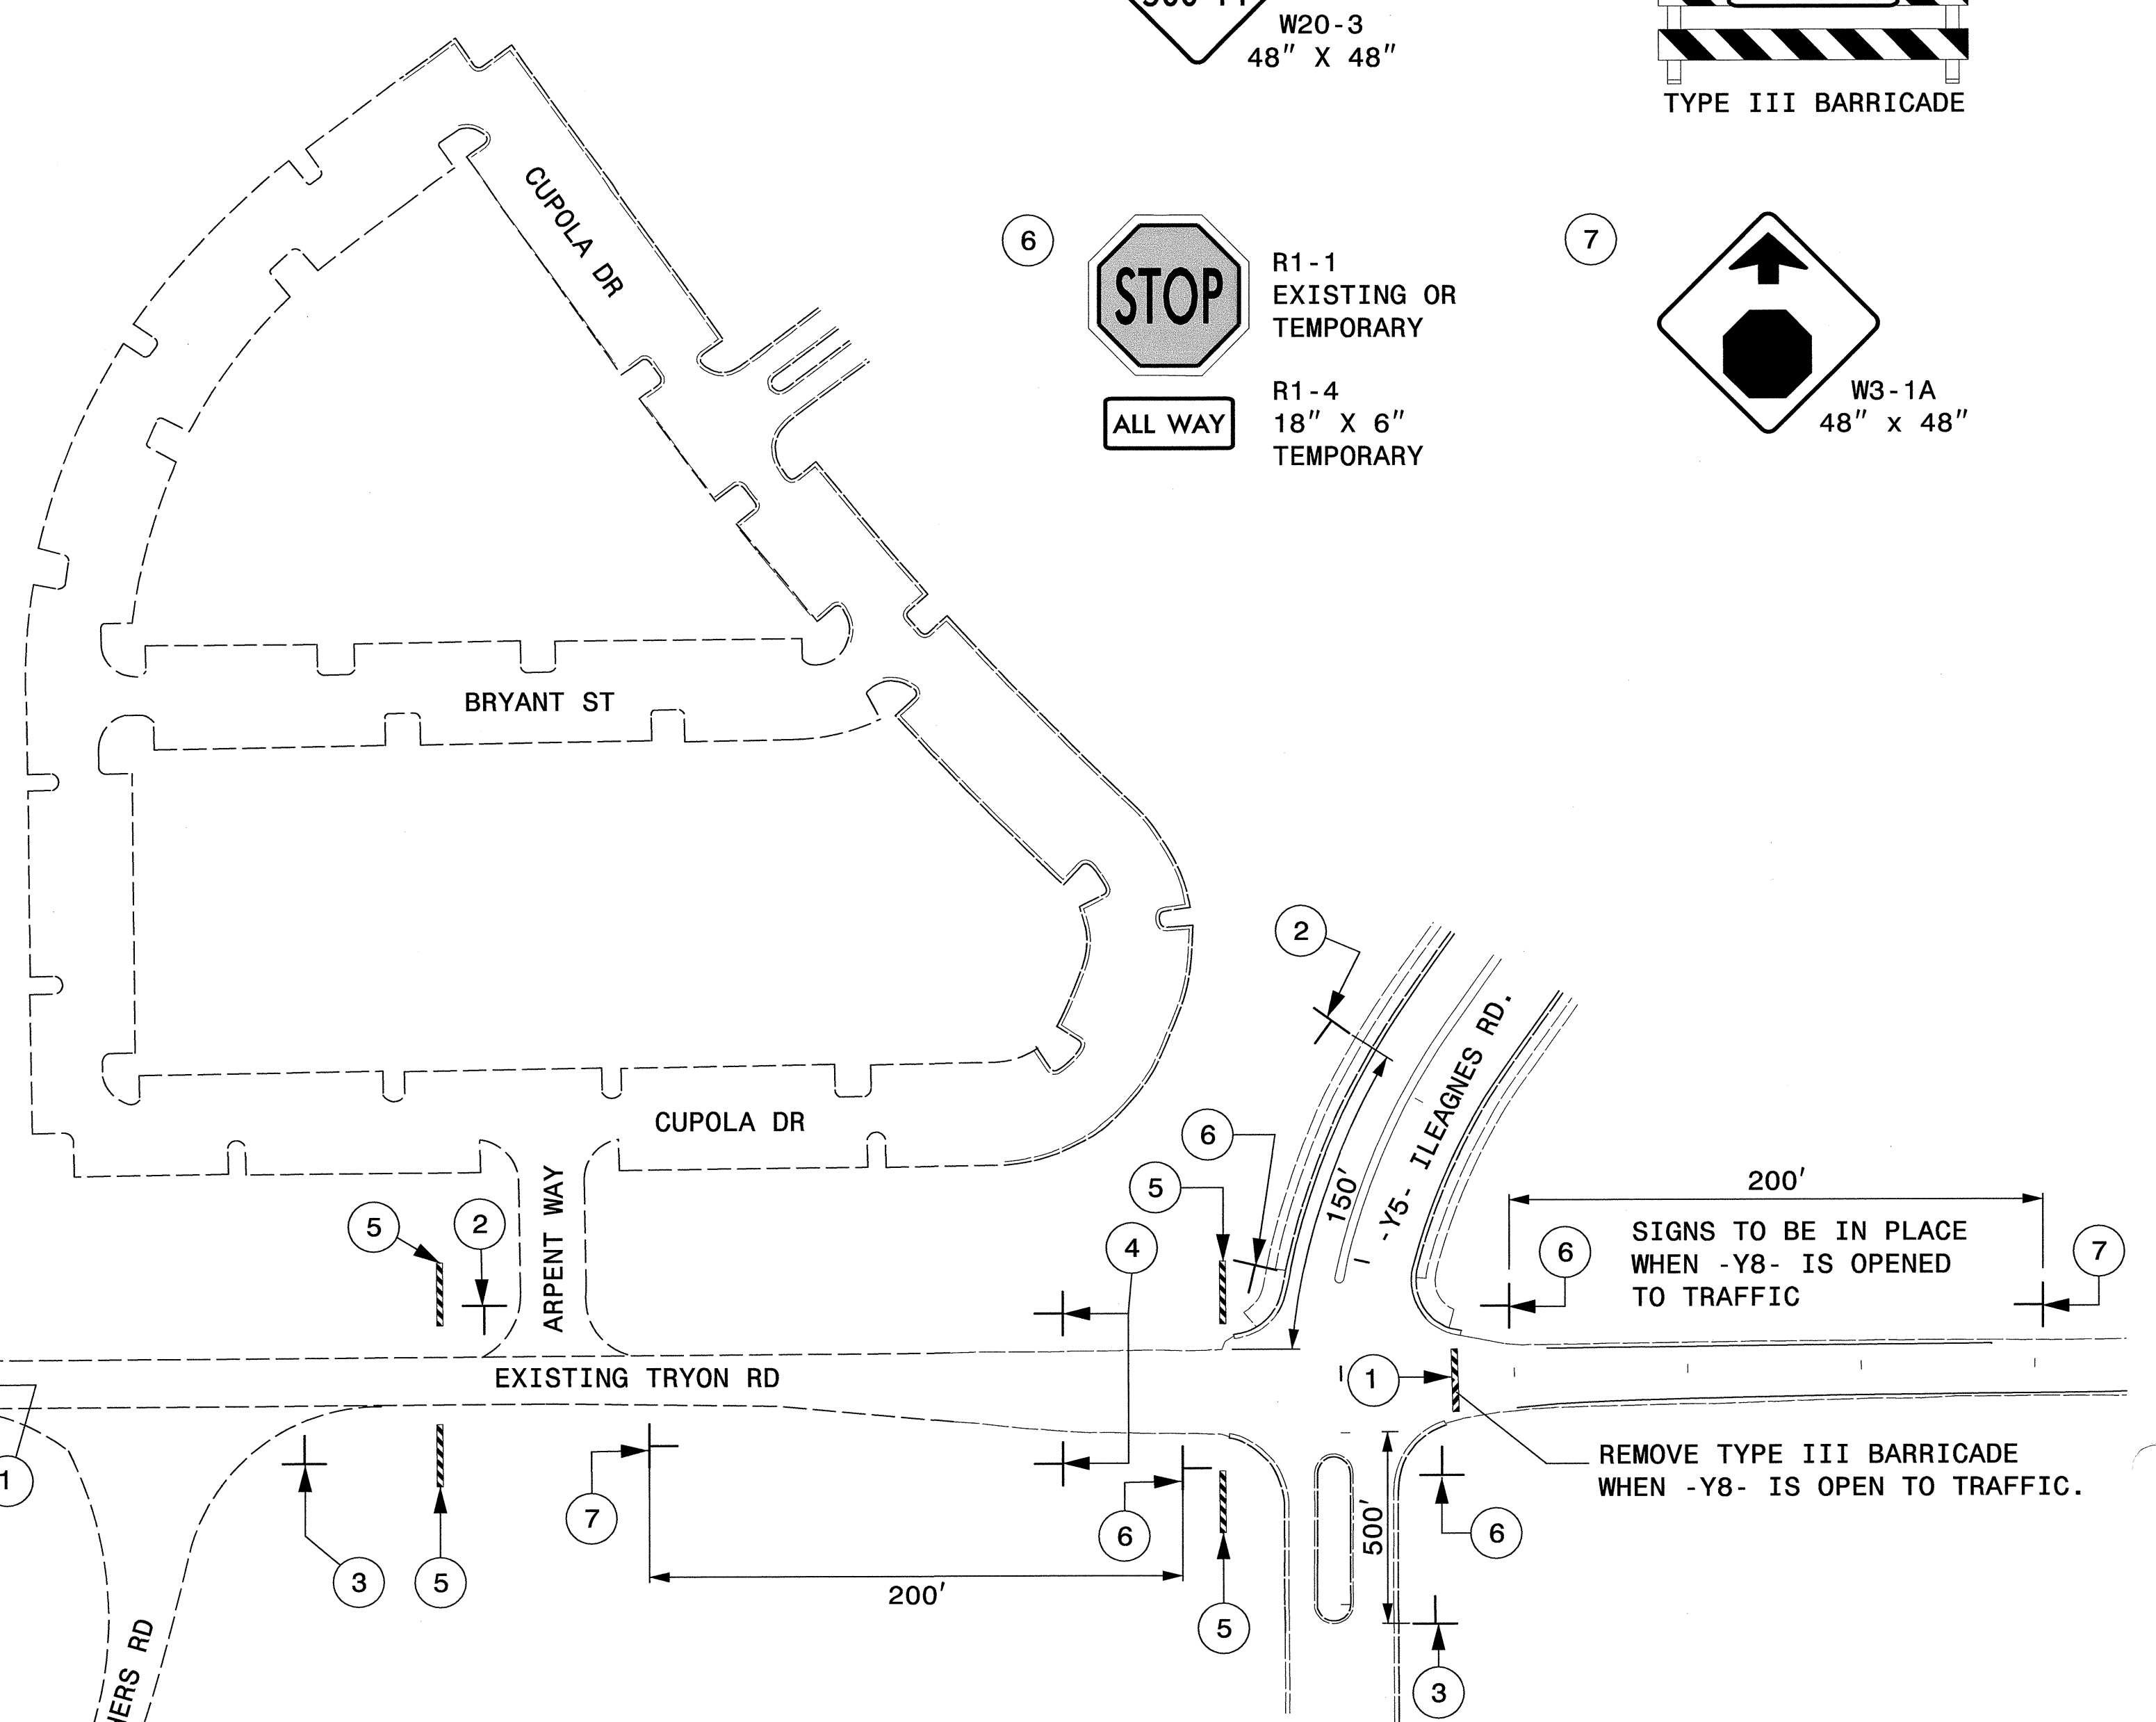 W20-3
48" X 48"
TYPE III BARRICADE
CUPOLA DR
6
STOP
R1-1
EXISTING OR
TEMPORARY
ALL WAY
R1-4
18" X 6"
TEMPORARY
7
W3-1A
48" x 48"
BRYANT ST
CUPOLA DR
ARPENT WAY
5
2
2
6
5
4
150'
-Y5- ILEAGNES RD.
200'
SIGNS TO BE IN PLACE
WHEN -Y8- IS OPENED
TO TRAFFIC
6
7
EXISTING TRYON RD
1
1
REMOVE TYPE III BARRICADE
WHEN -Y8- IS OPEN TO TRAFFIC.
3
5
7
200'
6
5
500'
6
3
HERS RD